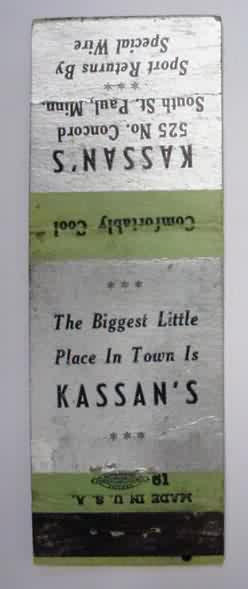 KASSAN'S
525 No. Concord
South St. Paul, Minn.
***
Sport Returns By
Special Wire
Comfortably Cool
***
The Biggest Little
Place In Town Is
KASSAN'S
***
19
MADE IN U. S. A.